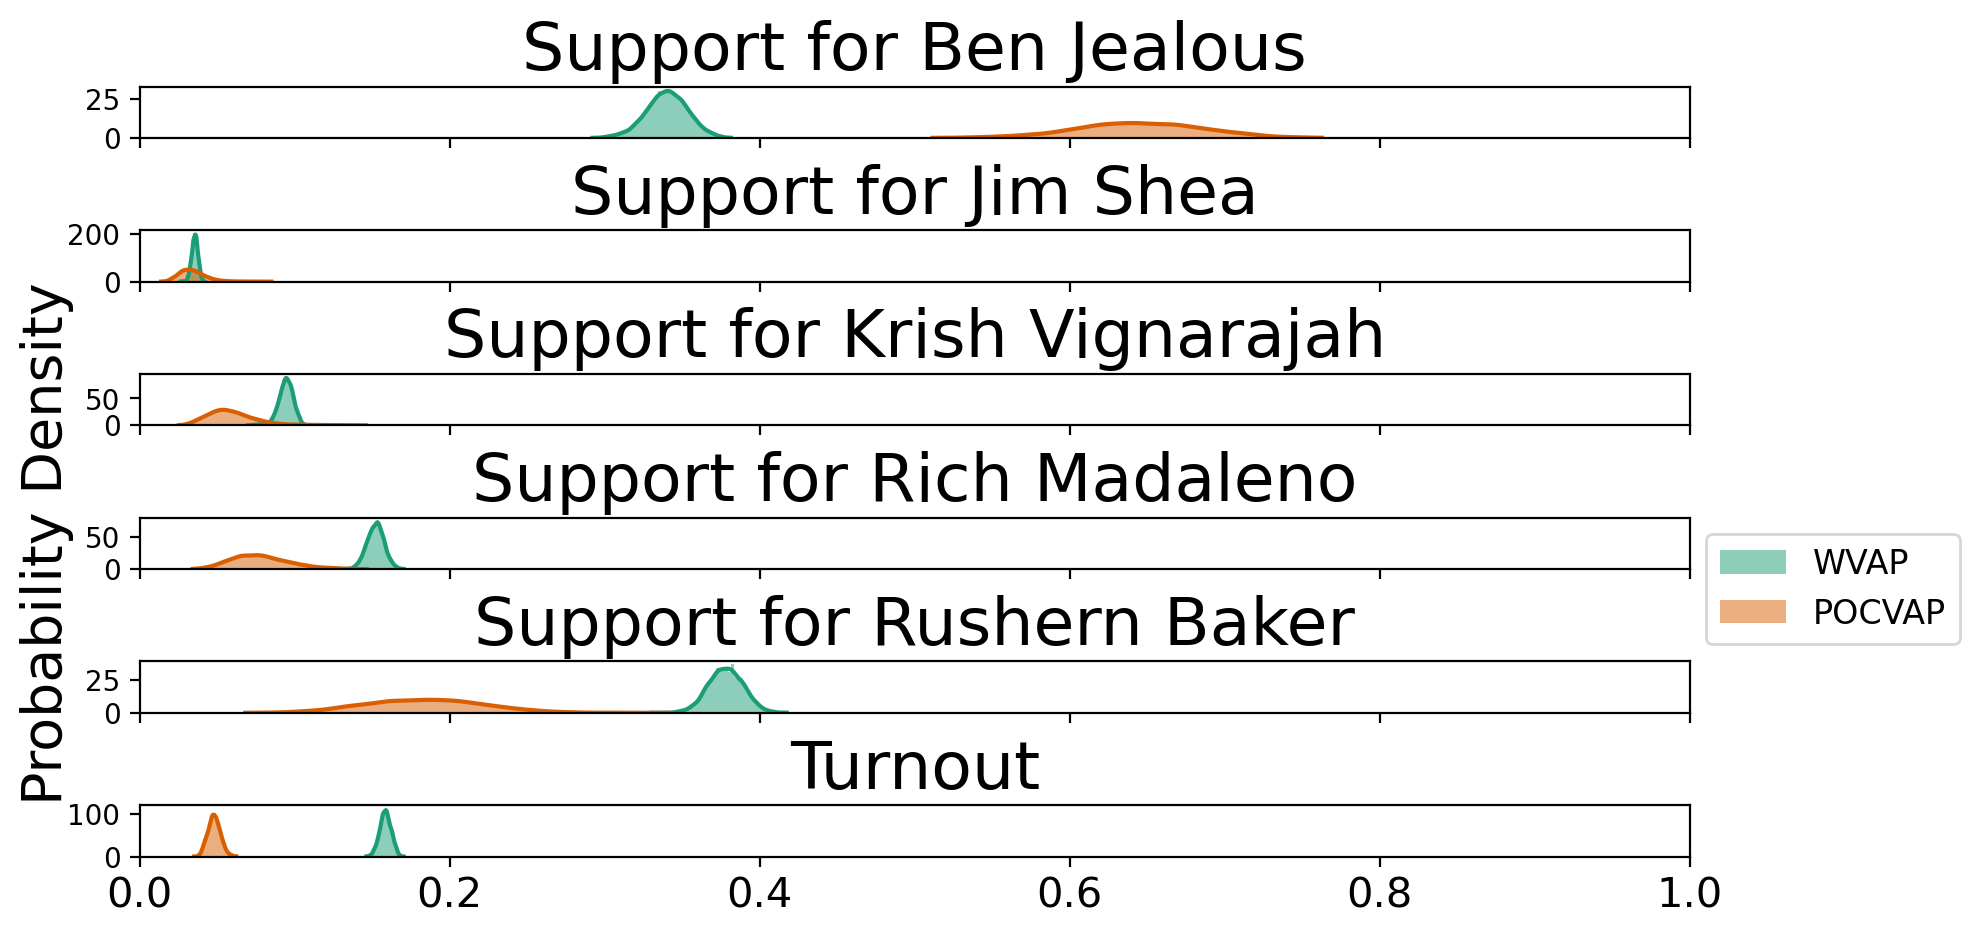 Support for Ben Jealous
25
0
Support for Jim Shea
200
0
Support for Krish Vignarajah
50
0
Support for Rich Madaleno
50
0
Support for Rushern Baker
25
0
Turnout
100
0
0.0 0.2 0.4 0.6 0.8 1.0
Probability Density
WVAP
POCVAP